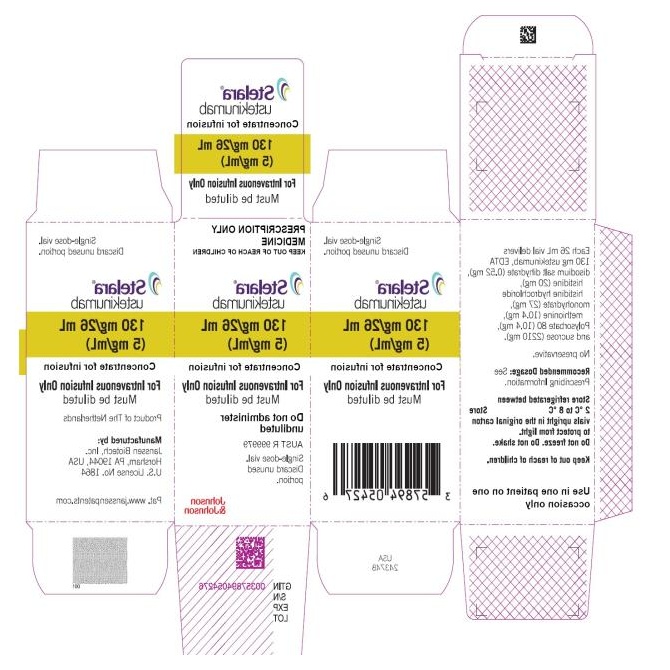 Stelara®
ustekinumab
Concentrate for infusion
130 mg/26 mL
(5 mg/mL)
For Intravenous Infusion Only
Must be diluted
PRESCRIPTION ONLY
MEDICINE
KEEP OUT OF REACH OF CHILDREN
Single-dose vial.
Discard unused portion.
Stelara®
ustekinumab
130 mg/26 mL
(5 mg/mL)
Concentrate for infusion
For Intravenous Infusion Only
Must be diluted
Product of The Netherlands
Manufactured by:
Janssen Biotech, Inc.
Horsham, PA 19044, USA
U.S. License No. 1864
Pat. www.janssenpatents.com
Stelara®
ustekinumab
130 mg/26 mL
(5 mg/mL)
Concentrate for infusion
For Intravenous Infusion Only
Must be diluted
Do not administer
undiluted
AUST R 99979
Single-dose vial.
Discard unused
portion.
Johnson
&Johnson
Single-dose vial.
Discard unused portion.
Stelara®
ustekinumab
130 mg/26 mL
(5 mg/mL)
Concentrate for infusion
For Intravenous Infusion Only
Must be diluted
3 57894 05427 6
Each 26 mL vial delivers
130 mg ustekinumab, EDTA
disodium salt dihydrate (0.52 mg),
histidine (20 mg),
histidine hydrochloride
monohydrate (27 mg),
methionine (10.4 mg),
Polysorbate 80 (10.4 mg),
and sucrose (2210 mg).
No preservative.
Recommended Dosage: See
Prescribing Information.
Store refrigerated between
2 °C to 8 °C Store
vials upright in the original carton
to protect from light.
Do not freeze. Do not shake.
Keep out of reach of children.
Use in one patient on one
occasion only
GTIN 00357894054276
S/N
EXP
LOT
USA
243748